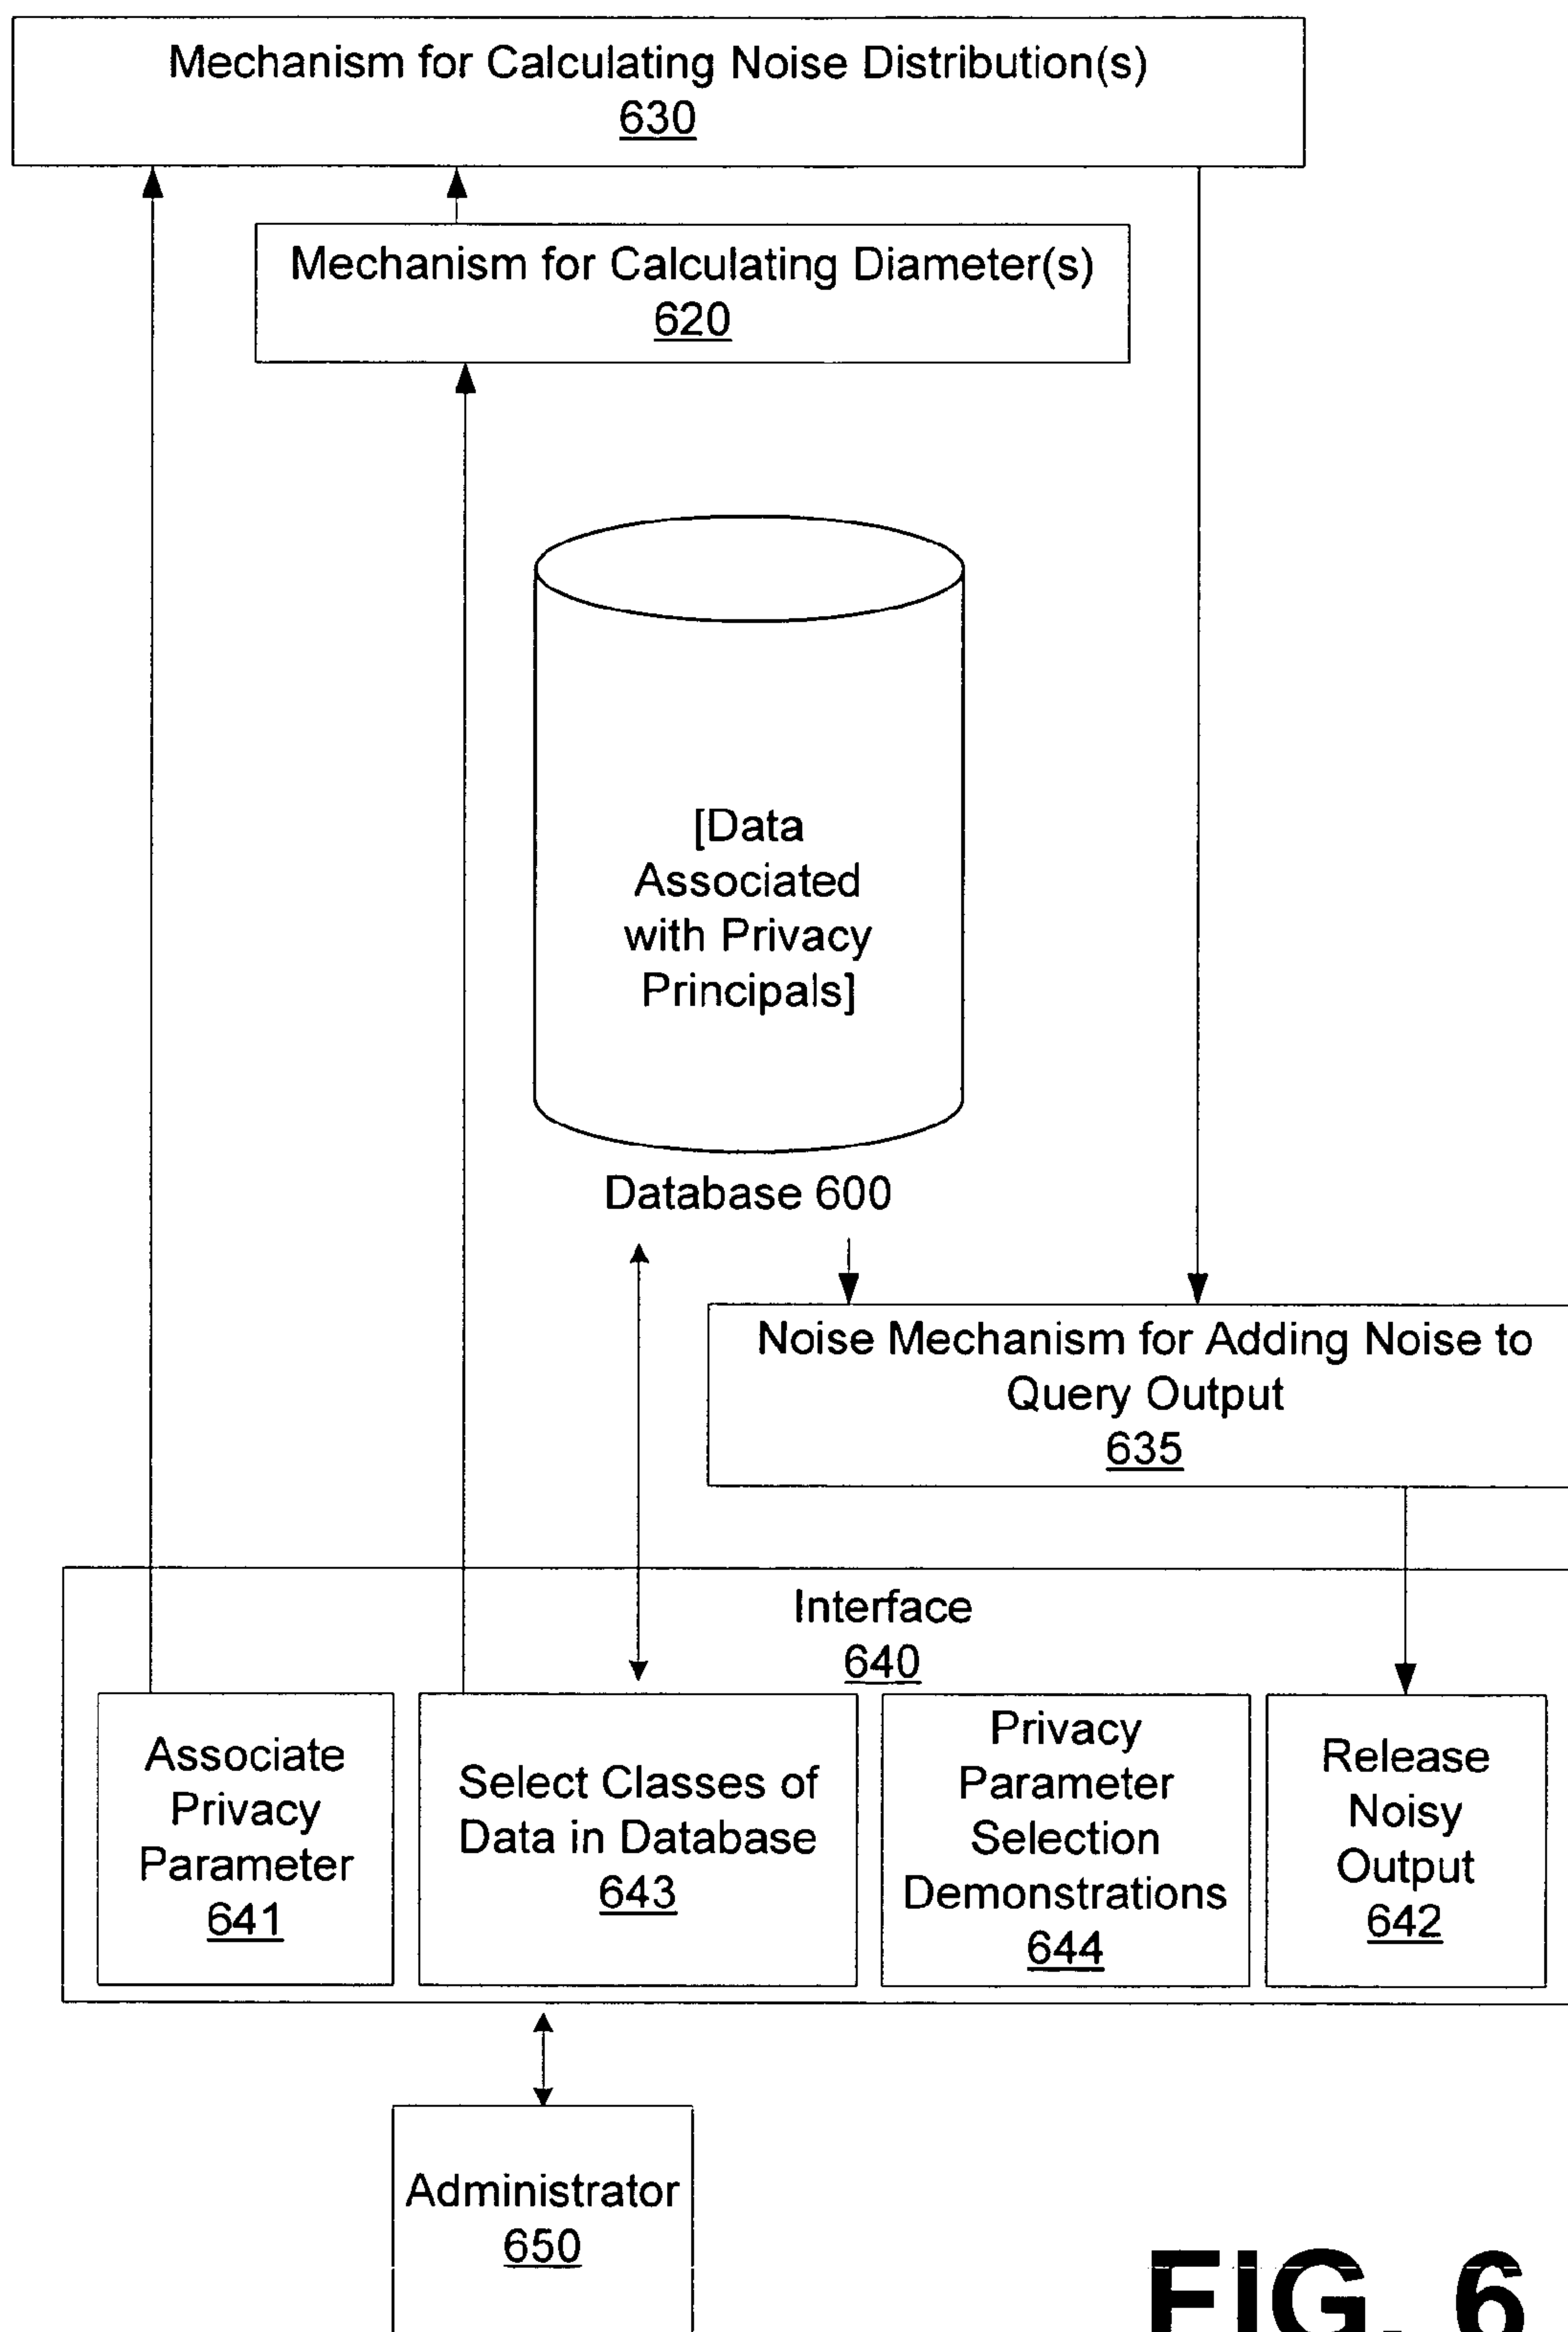 Mechanism for Calculating Noise Distribution(s)
630
Mechanism for Calculating Diameter(s)
620
[Data
Associated
with Privacy
Principals]
Database 600
Noise Mechanism for Adding Noise to
Query Output
635
Interface
640
Associate
Privacy
Parameter
641
Select Classes of
Data in Database
643
Privacy
Parameter
Selection
Demonstrations
644
Release
Noisy
Output
642
Administrator
650
FIG. 6